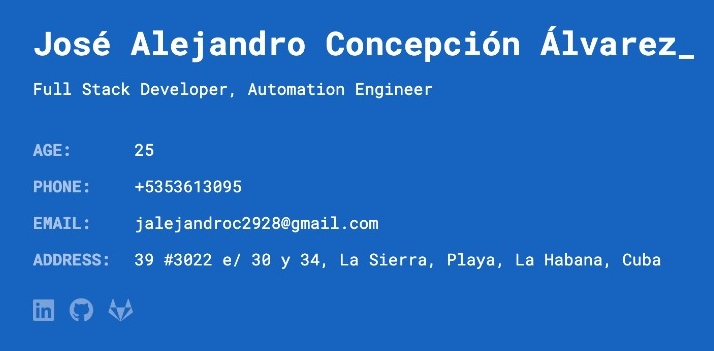 José Alejandro Concepción Álvarez_
Full Stack Developer, Automation Engineer
AGE: 25
PHONE: +5353613095
EMAIL: jalejandroc2928@gmail.com
ADDRESS: 39 #3022 e/ 30 y 34, La Sierra, Playa, La Habana, Cuba
in